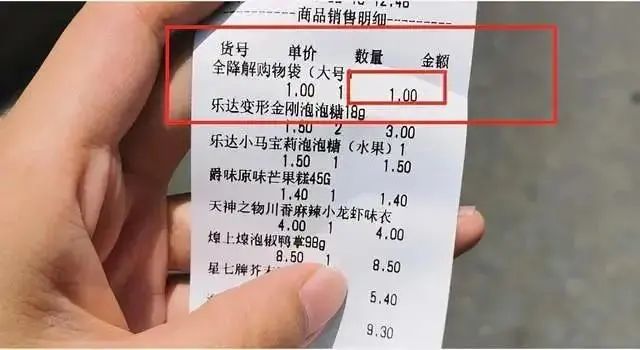 商品销售明细
货号 单价 数量 金额
全降解购物袋（大号
1.00 1 1.00
乐达变形金刚泡泡糖18g
1.50 2 3.00
乐达小马宝莉泡泡糖（水果）1
1.50 1 1.50
爵味原味芒果糕45G
1.40 1 1.40
天神之物川香麻辣小龙虾味衣
4.00 1 4.00
煌上煌泡椒鸭掌98g
8.50 1 8.50
星七牌芥
5.40
9.30